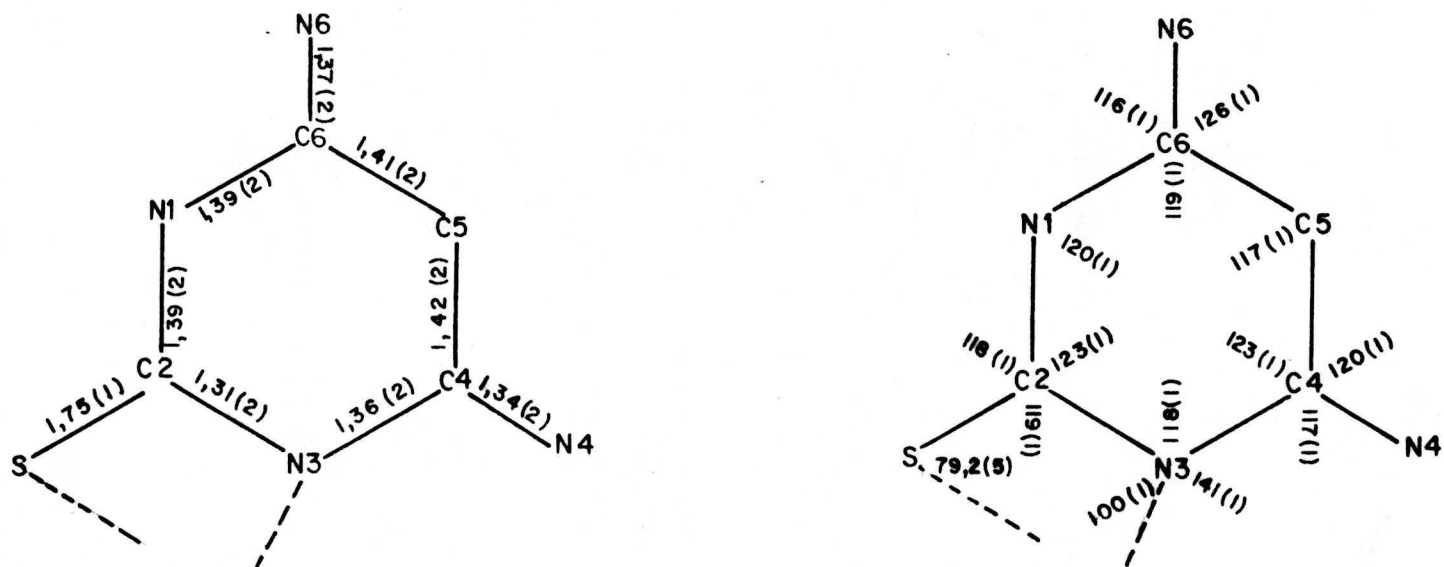 N6
1,37(2)
C6
1,41(2)
1,39(2)
N1
C5
1,39(2)
1,42(2)
C2
C4
1,75(1)
1,31(2)
1,36(2)
1,34(2)
S
N3
N4
N6
116(1)
126(1)
C6
119(1)
N1
C5
120(1)
117(1)
118(1)
123(1)
123(1)
120(1)
C2
C4
119(1)
118(1)
117(1)
S
79,2(5)
N3
N4
100(1)
141(1)